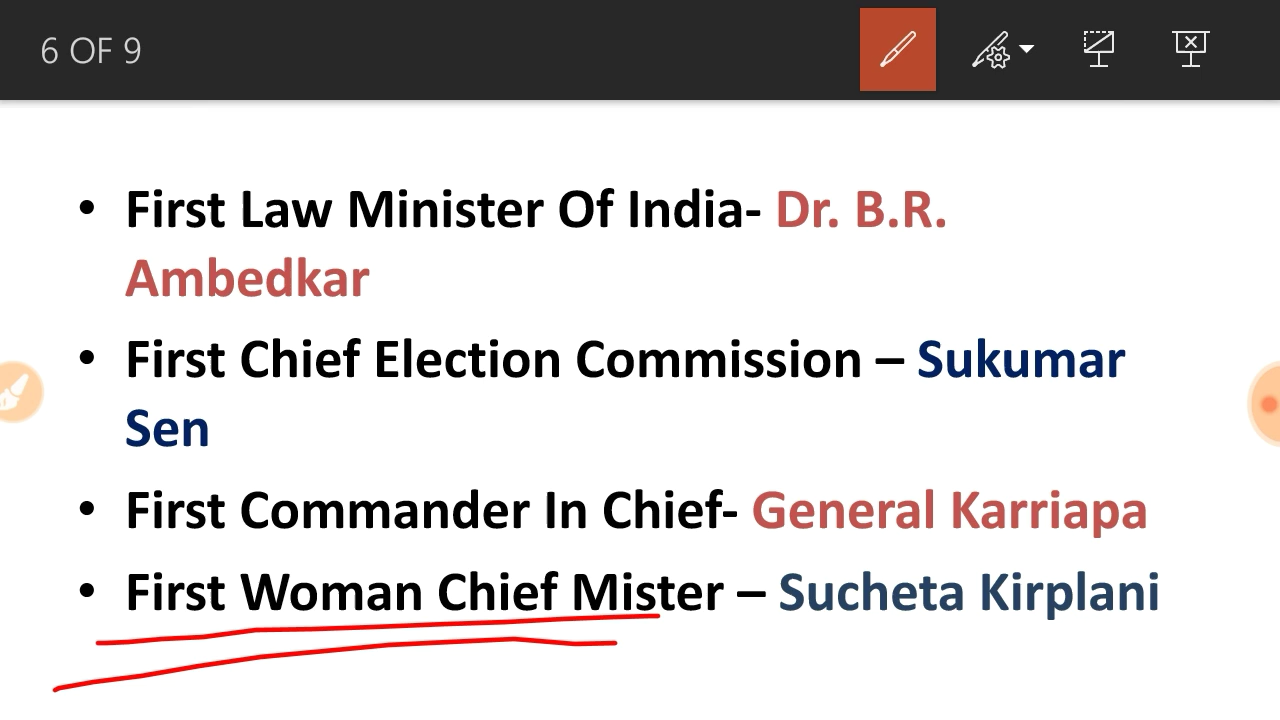 6 OF 9
• First Law Minister Of India- Dr. B.R.
Ambedkar
• First Chief Election Commission – Sukumar
Sen
• First Commander In Chief- General Karriapa
• First Woman Chief Mister – Sucheta Kirplani